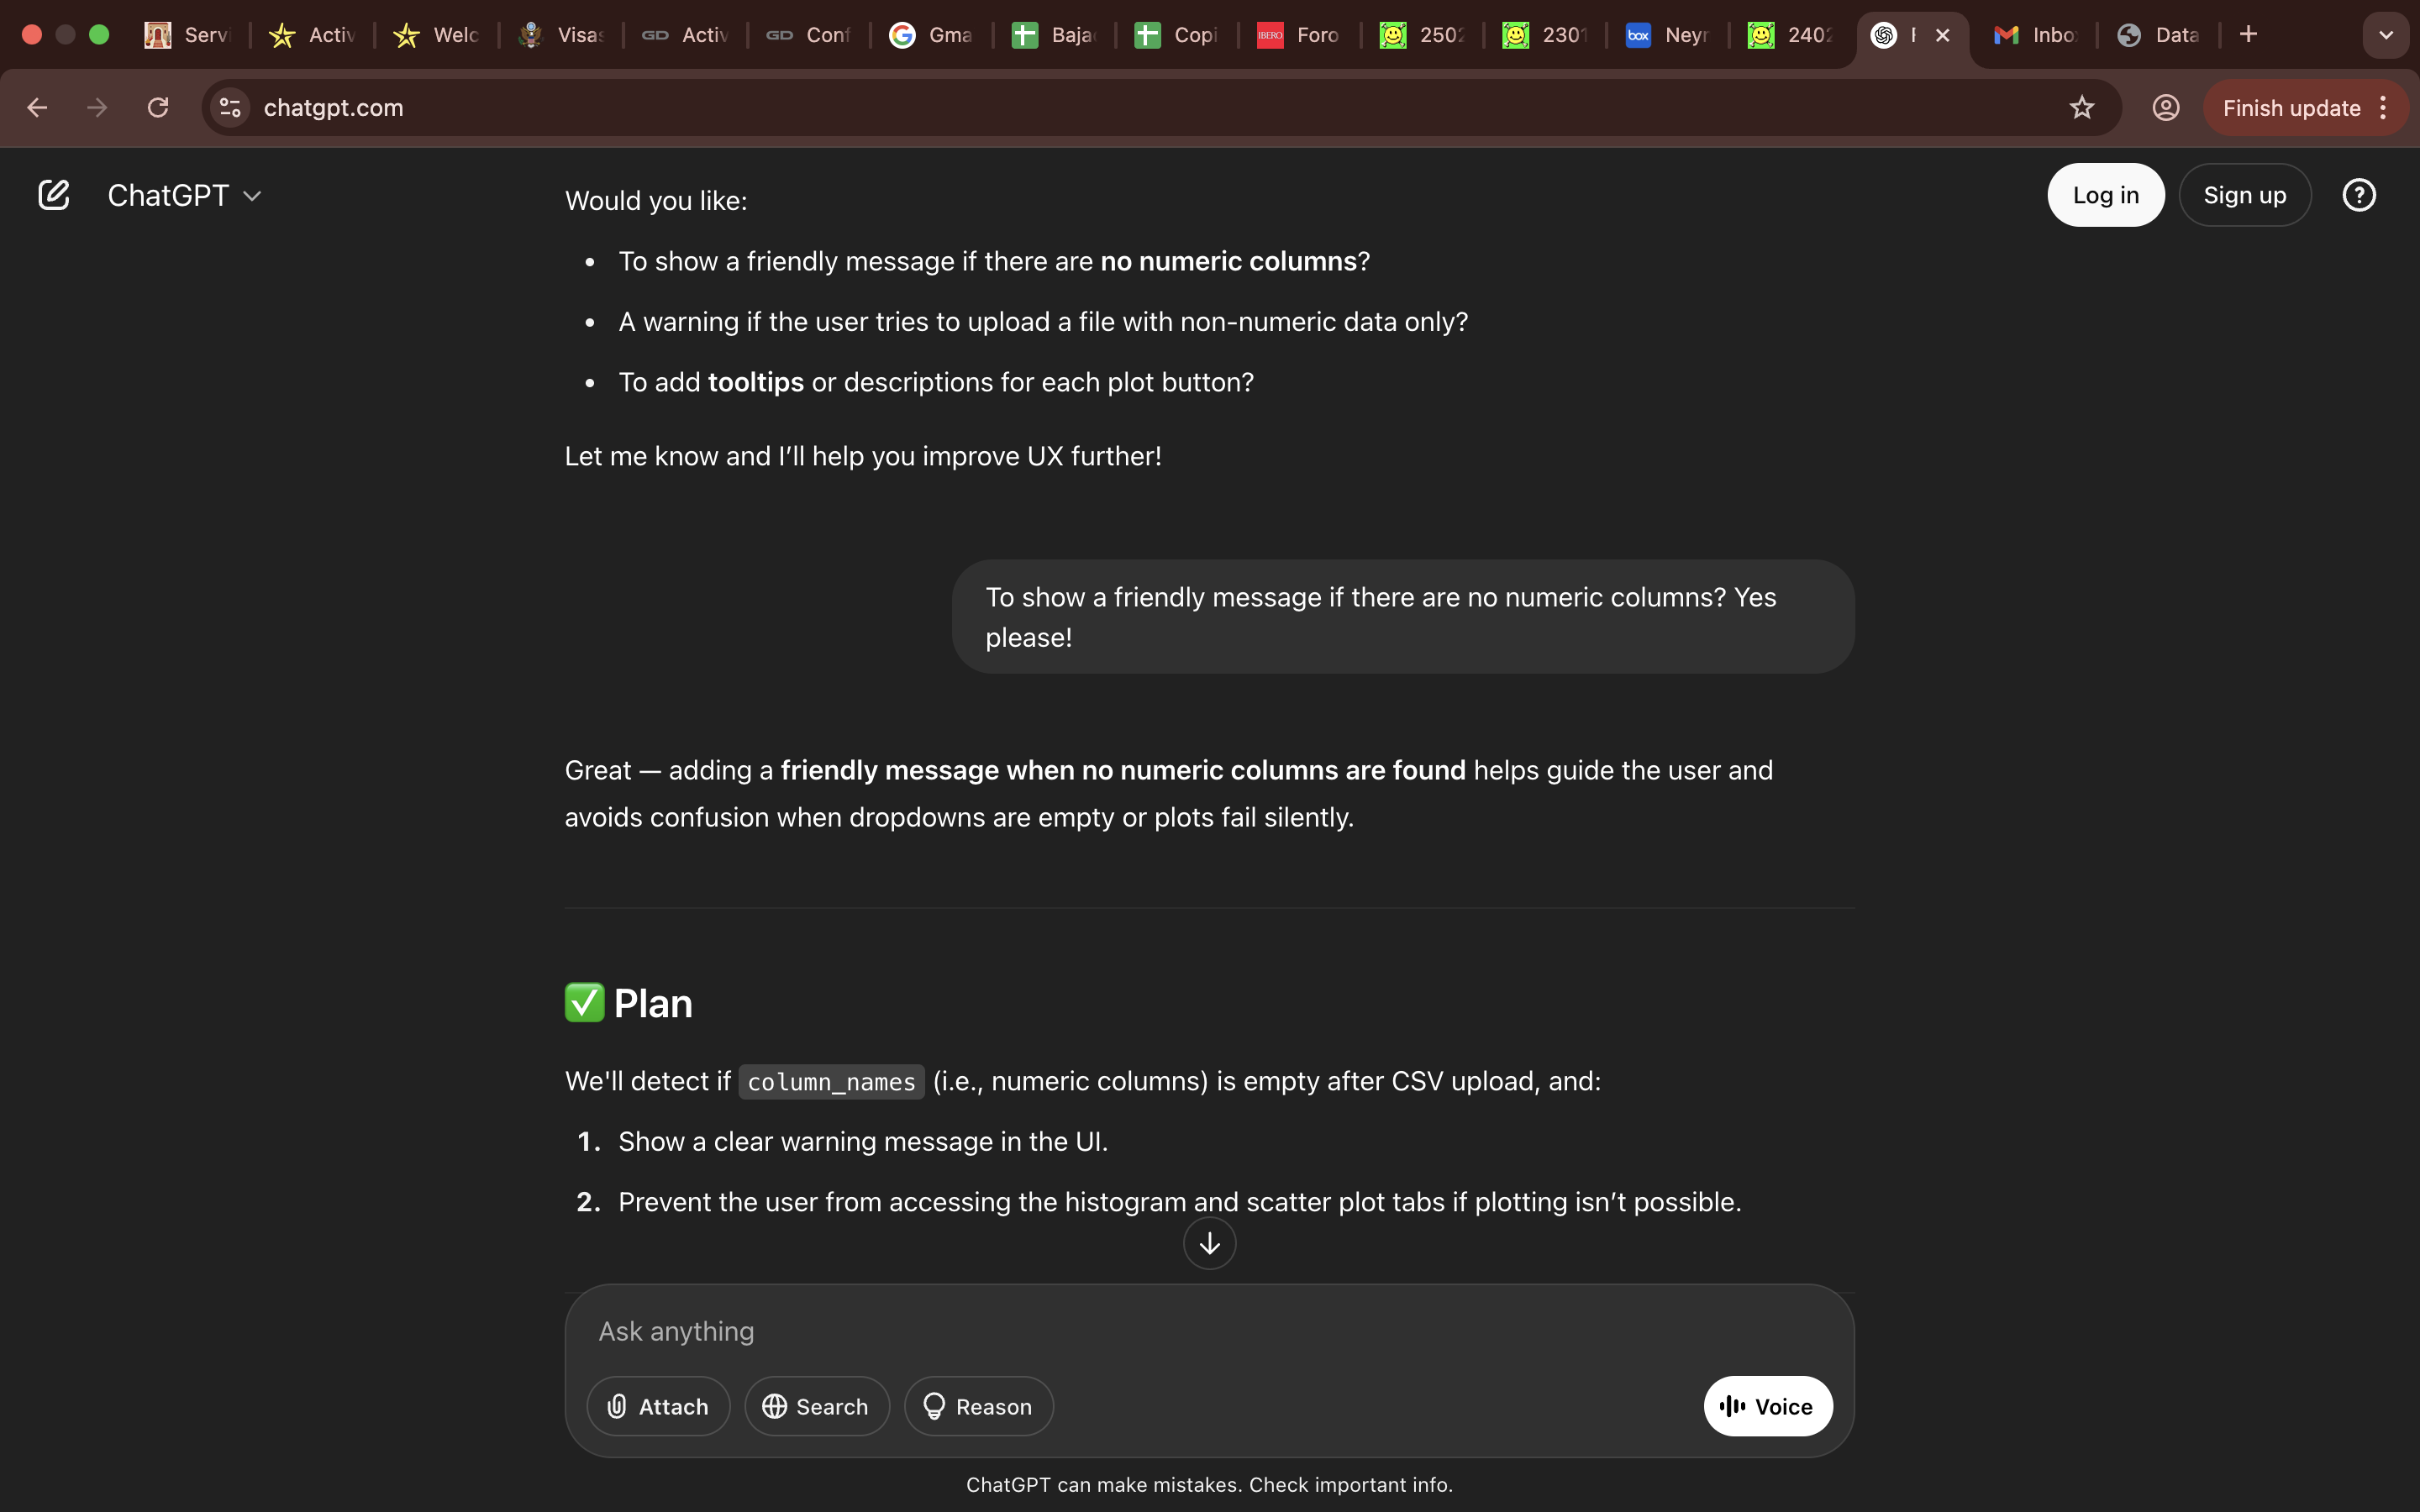 Servi
Activ
Welc
Visas
GD Activ
GD Conf
Gma
Baja
Copi
IBERO Foro
2502
2301
box Neyr
2402
Inbo
Data
chatgpt.com
Finish update
ChatGPT
Log in
Sign up
Would you like:
• To show a friendly message if there are no numeric columns?
• A warning if the user tries to upload a file with non-numeric data only?
• To add tooltips or descriptions for each plot button?
Let me know and I’ll help you improve UX further!
To show a friendly message if there are no numeric columns? Yes
please!
Great — adding a friendly message when no numeric columns are found helps guide the user and
avoids confusion when dropdowns are empty or plots fail silently.
✅ Plan
We'll detect if column_names (i.e., numeric columns) is empty after CSV upload, and:
1. Show a clear warning message in the UI.
2. Prevent the user from accessing the histogram and scatter plot tabs if plotting isn’t possible.
Ask anything
Attach
Search
Reason
Voice
ChatGPT can make mistakes. Check important info.